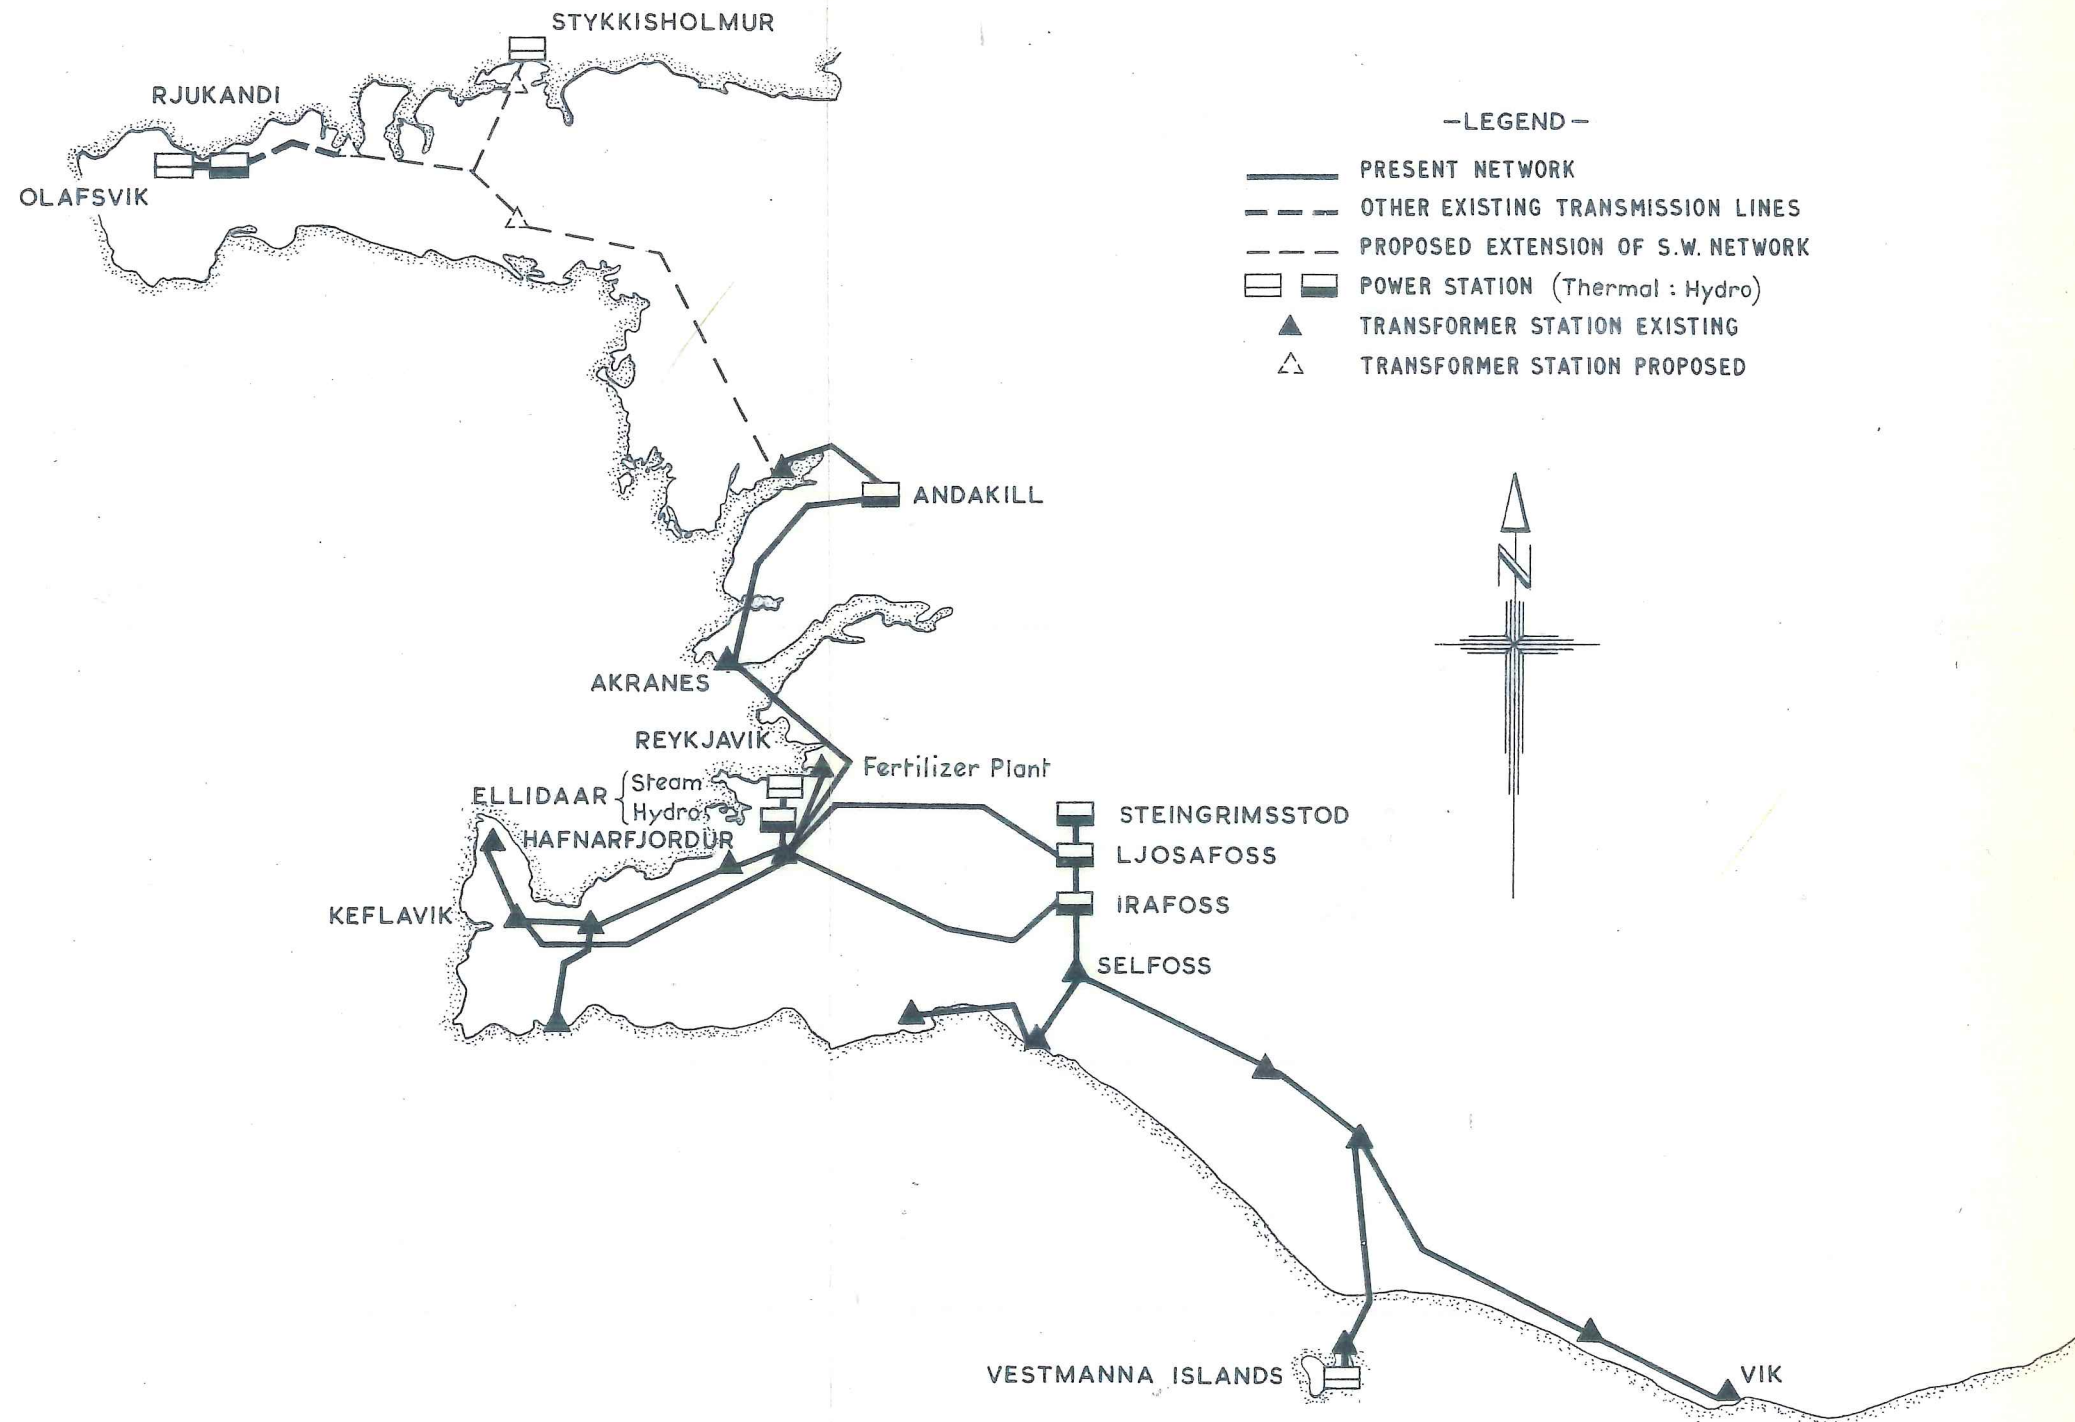 STYKKISHOLMUR
RJUKANDI
OLAFSVIK
—LEGEND—
PRESENT NETWORK
OTHER EXISTING TRANSMISSION LINES
PROPOSED EXTENSION OF S.W. NETWORK
POWER STATION (Thermal : Hydro)
TRANSFORMER STATION EXISTING
TRANSFORMER STATION PROPOSED
ANDAKILL
N
AKRANES
REYKJAVIK
Fertilizer Plant
ELLIDAAR { Steam
Hydro
HAFNARFJORDUR
STEINGRIMSSTOD
LJOSAFOSS
KEFLAVIK
IRAFOSS
SELFOSS
VESTMANNA ISLANDS
VIK